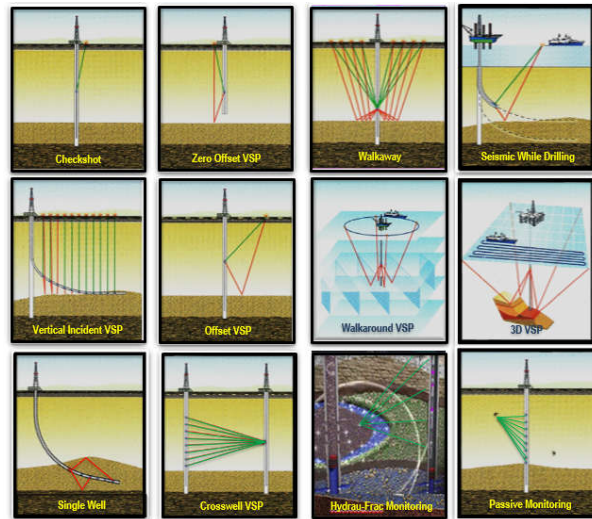 Checkshot
Zero Offset VSP
Walkaway
Seismic While Drilling
Vertical Incident VSP
Offset VSP
Walkaround VSP
3D VSP
Single Well
Crosswell VSP
Hydrau-Frac Monitoring
Passive Monitoring